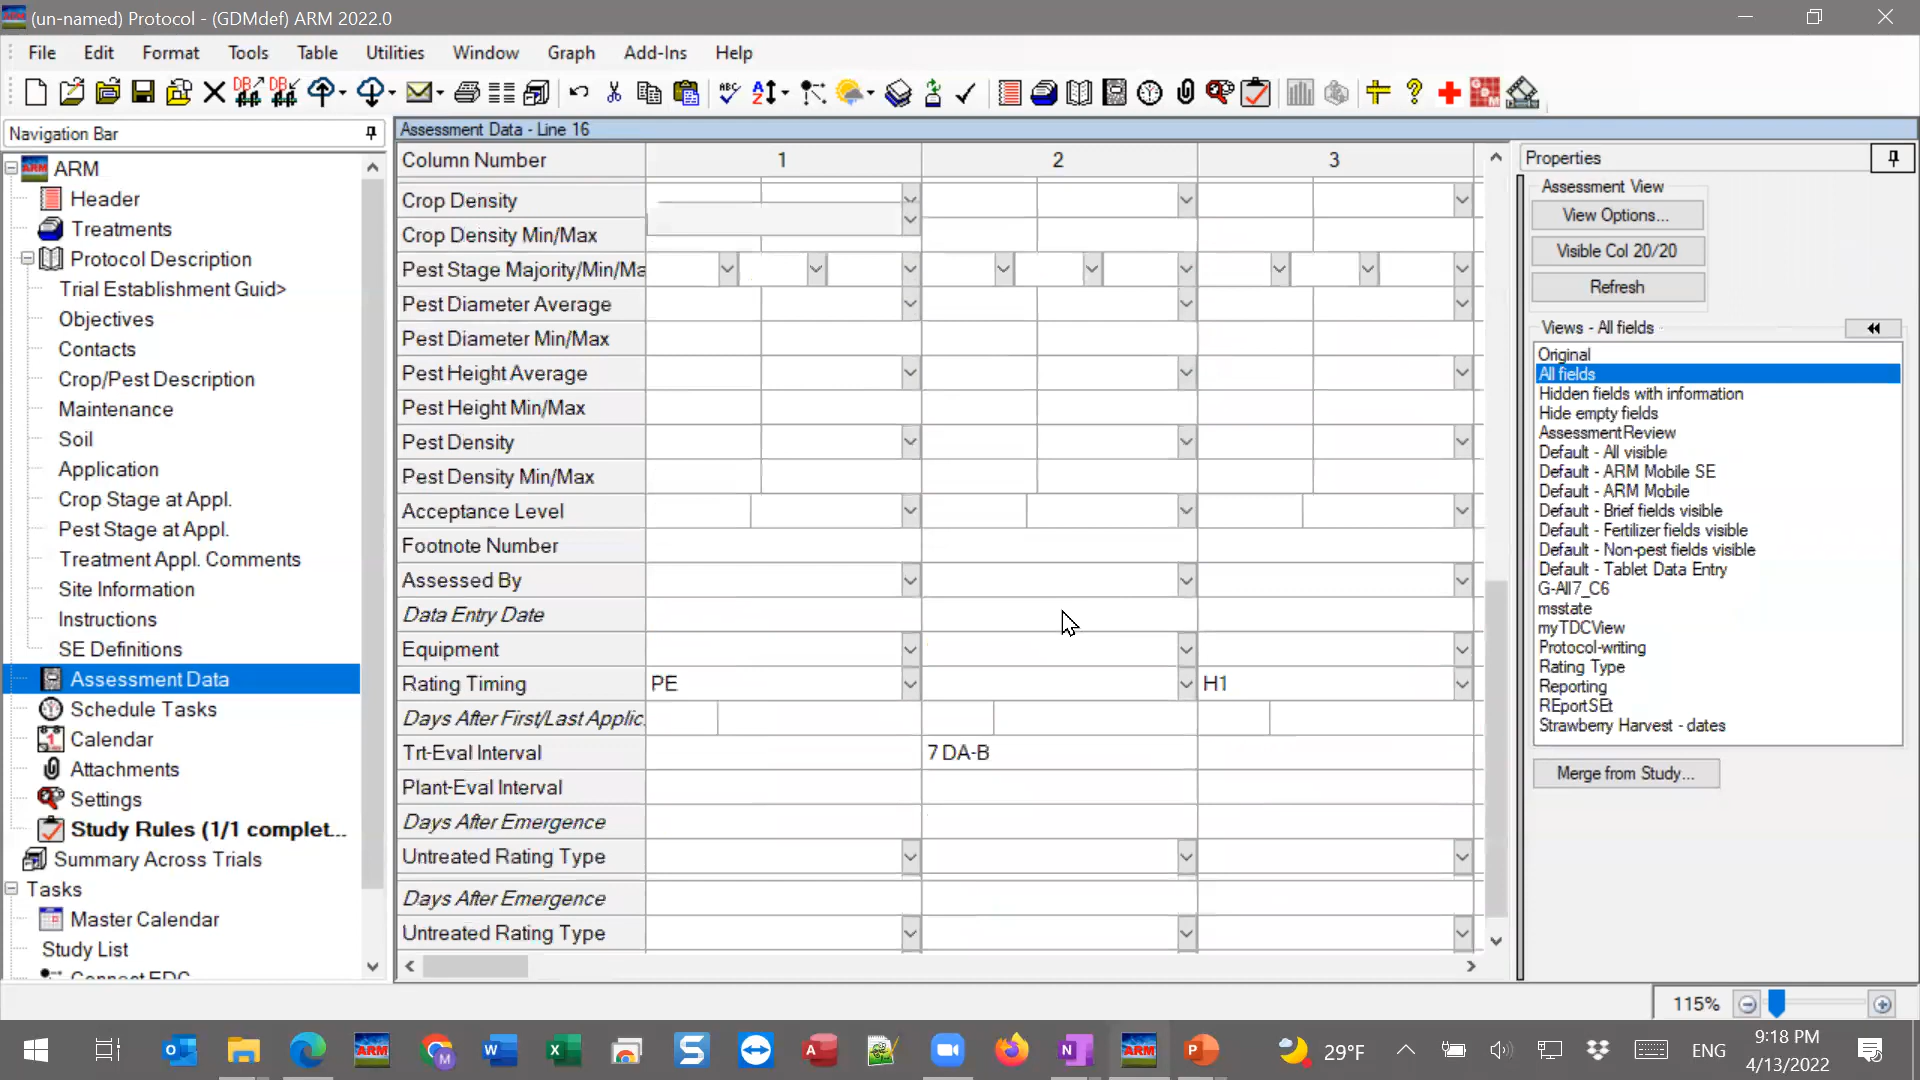 (un-named) Protocol - (GDMdef) ARM 2022.0
File Edit Format Tools Table Utilities Window Graph Add-Ins Help
Navigation Bar
ARM
Header
Treatments
Protocol Description
Trial Establishment Guid>
Objectives
Contacts
Crop/Pest Description
Maintenance
Soil
Application
Crop Stage at Appl.
Pest Stage at Appl.
Treatment Appl. Comments
Site Information
Instructions
SE Definitions
Assessment Data
Schedule Tasks
Calendar
Attachments
Settings
Study Rules (1/1 complet...
Summary Across Trials
Tasks
Master Calendar
Study List
Connect EDC
Assessment Data - Line 16
Column Number 1 2 3
Crop Density
Crop Density Min/Max
Pest Stage Majority/Min/Ma
Pest Diameter Average
Pest Diameter Min/Max
Pest Height Average
Pest Height Min/Max
Pest Density
Pest Density Min/Max
Acceptance Level
Footnote Number
Assessed By
Data Entry Date
Equipment
Rating Timing PE H1
Days After First/Last Applic.
Trt-Eval Interval 7 DA-B
Plant-Eval Interval
Days After Emergence
Untreated Rating Type
Days After Emergence
Untreated Rating Type
Properties
Assessment View
View Options...
Visible Col 20/20
Refresh
Views - All fields
Original
All fields
Hidden fields with information
Hide empty fields
AssessmentReview
Default - All visible
Default - ARM Mobile SE
Default - ARM Mobile
Default - Brief fields visible
Default - Fertilizer fields visible
Default - Non-pest fields visible
Default - Tablet Data Entry
G-All7_C6
msstate
myTDCView
Protocol-writing
Rating Type
Reporting
REportSEt
Strawberry Harvest - dates
Merge from Study...
115%
29°F
ENG
9:18 PM
4/13/2022